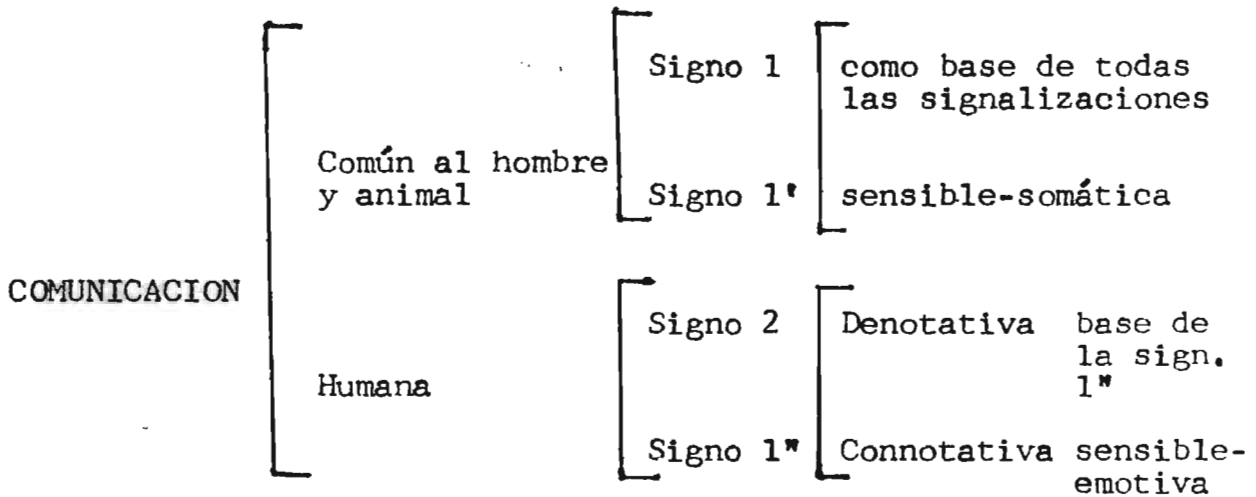 Signo 1 como base de todas
las signalizaciones
Común al hombre
y animal
Signo 1' sensible-somática
COMUNICACION
Signo 2 Denotativa base de
la sign.
1"
Humana
Signo 1" Connotativa sensible-
emotiva